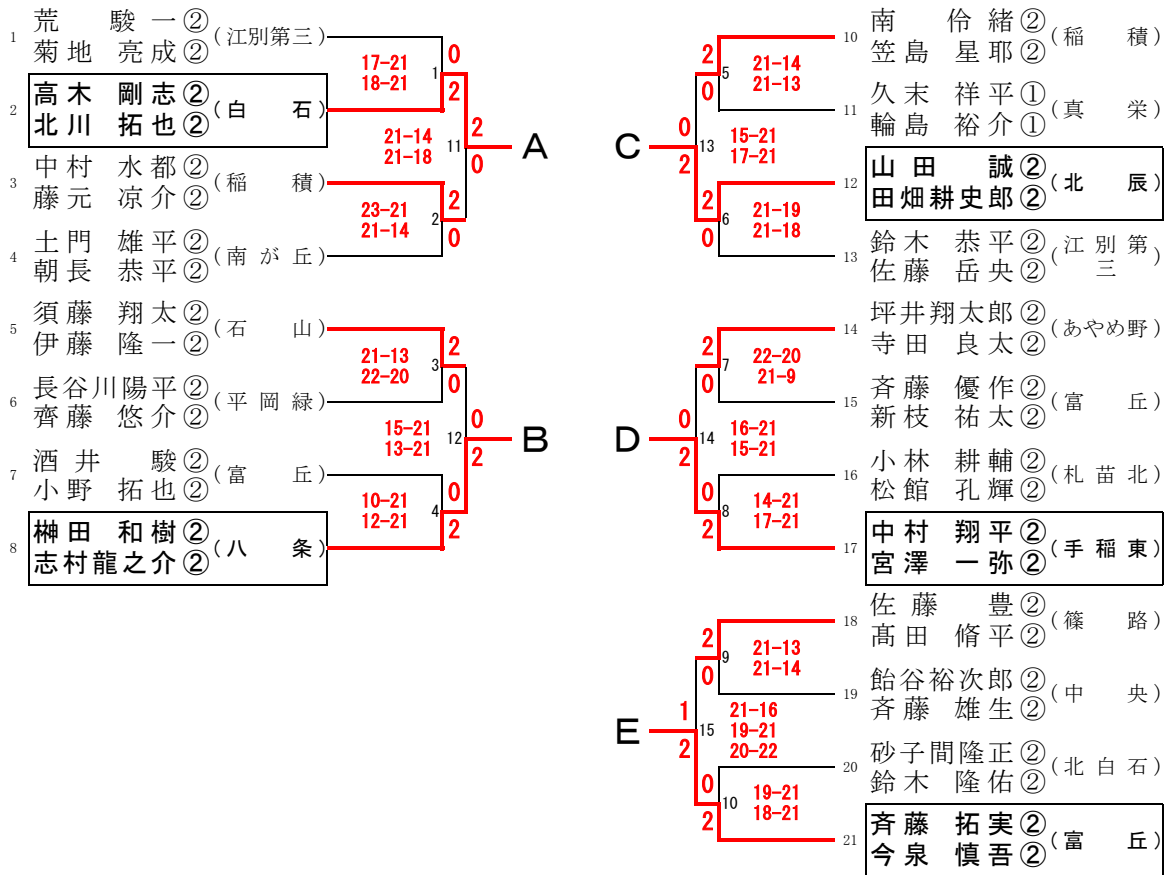 1 荒　駿一② (江別第三)
菊地　亮成②
2 高木　剛志② (白　石)
北川　拓也②
3 中村　水都② (稲　積)
藤元　凉介②
4 土門　雄平② (南が丘)
朝長　恭平②
5 須藤　翔太② (石　山)
伊藤　隆一②
6 長谷川陽平② (平岡緑)
齊藤　悠介②
7 酒井　駿② (富　丘)
小野　拓也②
8 榊田　和樹② (八　条)
志村龍之介②
0
17-21 1
18-21
2
2
21-14 11 A
21-18
0
2
23-21 2
21-14
0
2
21-13 3
22-20
0
0
15-21 12 B
13-21
2
0
10-21 4
12-21
2
10 南　伶緒② (稲　積)
笠島　星耶②
11 久末　祥平① (真　栄)
輪島　裕介①
12 山田　誠② (北　辰)
田畑耕史郎②
13 鈴木　恭平② (江別第三)
佐藤　岳央②
14 坪井翔太郎② (あやめ野)
寺田　良太②
15 斉藤　優作② (富　丘)
新枝　祐太②
16 小林　耕輔② (札苗北)
松館　孔輝②
17 中村　翔平② (手稲東)
宮澤　一弥②
18 佐藤　豊② (篠　路)
髙田　脩平②
19 飴谷裕次郎② (中　央)
斉藤　雄生②
20 砂子間隆正② (北白石)
鈴木　隆佑②
21 斉藤　拓実② (富　丘)
今泉　慎吾②
2
5 21-14
21-13
0
0
C 13 15-21
17-21
2
2
6 21-19
21-18
0
2
7 22-20
21-9
0
0
D 14 16-21
15-21
2
0
8 14-21
17-21
2
2
9 21-13
21-14
0
1
E 15 21-16
19-21
20-22
2
0
10 19-21
18-21
2